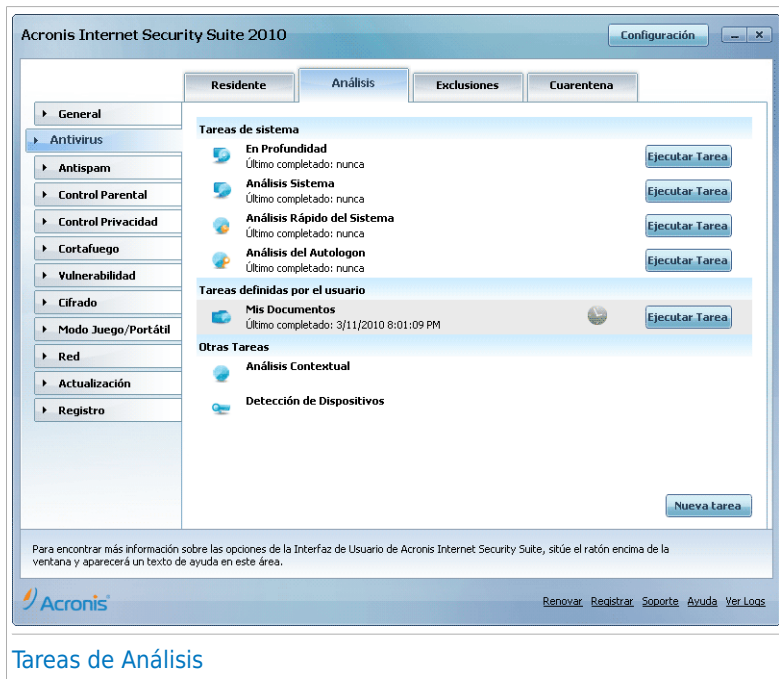 Acronis Internet Security Suite 2010
Configuración
Residente
Análisis
Exclusiones
Cuarentena
General
Antivirus
Antispam
Control Parental
Control Privacidad
Cortafuego
Vulnerabilidad
Cifrado
Modo Juego/Portátil
Red
Actualización
Registro
Tareas de sistema
En Profundidad
Último completado: nunca
Ejecutar Tarea
Análisis Sistema
Último completado: nunca
Ejecutar Tarea
Análisis Rápido del Sistema
Último completado: nunca
Ejecutar Tarea
Análisis del Autologon
Último completado: nunca
Ejecutar Tarea
Tareas definidas por el usuario
Mis Documentos
Último completado: 3/11/2010 8:01:09 PM
Ejecutar Tarea
Otras Tareas
Análisis Contextual
Detección de Dispositivos
Nueva tarea
Para encontrar más información sobre las opciones de la Interfaz de Usuario de Acronis Internet Security Suite, sitúe el ratón encima de la
ventana y aparecerá un texto de ayuda en este área.
Acronis
Renovar Registrar Soporte Ayuda Ver Logs
Tareas de Análisis